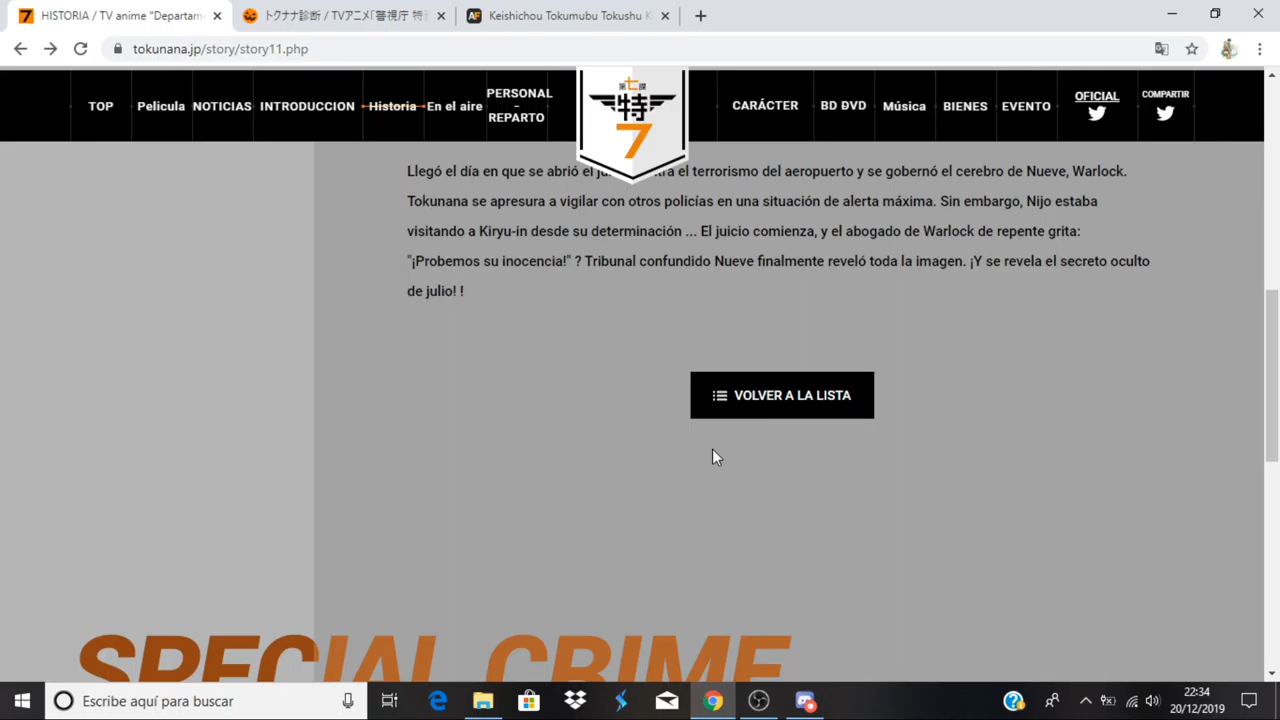 HISTORIA / TV anime "Departame
トクナナ診断 / TVアニメ「警視庁 特
Keishichou Tokumubu Tokushu K
tokunana.jp/story/story11.php
TOP
Pelicula
NOTICIAS
INTRODUCCION
Historia
En el aire
PERSONAL
-
REPARTO
第七課
特
7
CARÁCTER
BD DVD
Música
BIENES
EVENTO
OFICIAL
COMPARTIR
Llegó el día en que se abrió el el terrorismo del aeropuerto y se gobernó el cerebro de Nueve, Warlock.
Tokunana se apresura a vigilar con otros policías en una situación de alerta máxima. Sin embargo, Nijo estaba
visitando a Kiryu-in desde su determinación ... El juicio comienza, y el abogado de Warlock de repente grita:
"¡Probemos su inocencia!" ? Tribunal confundido Nueve finalmente reveló toda la imagen. ¡Y se revela el secreto oculto
de julio! !
VOLVER A LA LISTA
SPECIAL CRIME
Escribe aquí para buscar
22:34
20/12/2019